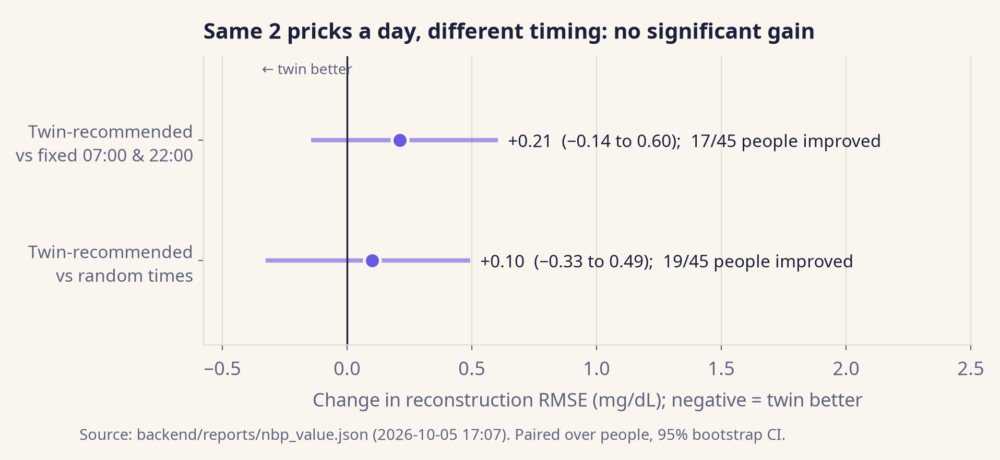 Same 2 pricks a day, different timing: no significant gain
← twin better
Twin-recommended
vs fixed 07:00 & 22:00
+0.21 (−0.14 to 0.60); 17/45 people improved
Twin-recommended
vs random times
+0.10 (−0.33 to 0.49); 19/45 people improved
−0.5 0.0 0.5 1.0 1.5 2.0 2.5
Change in reconstruction RMSE (mg/dL); negative = twin better
Source: backend/reports/nbp_value.json (2026-10-05 17:07). Paired over people, 95% bootstrap CI.